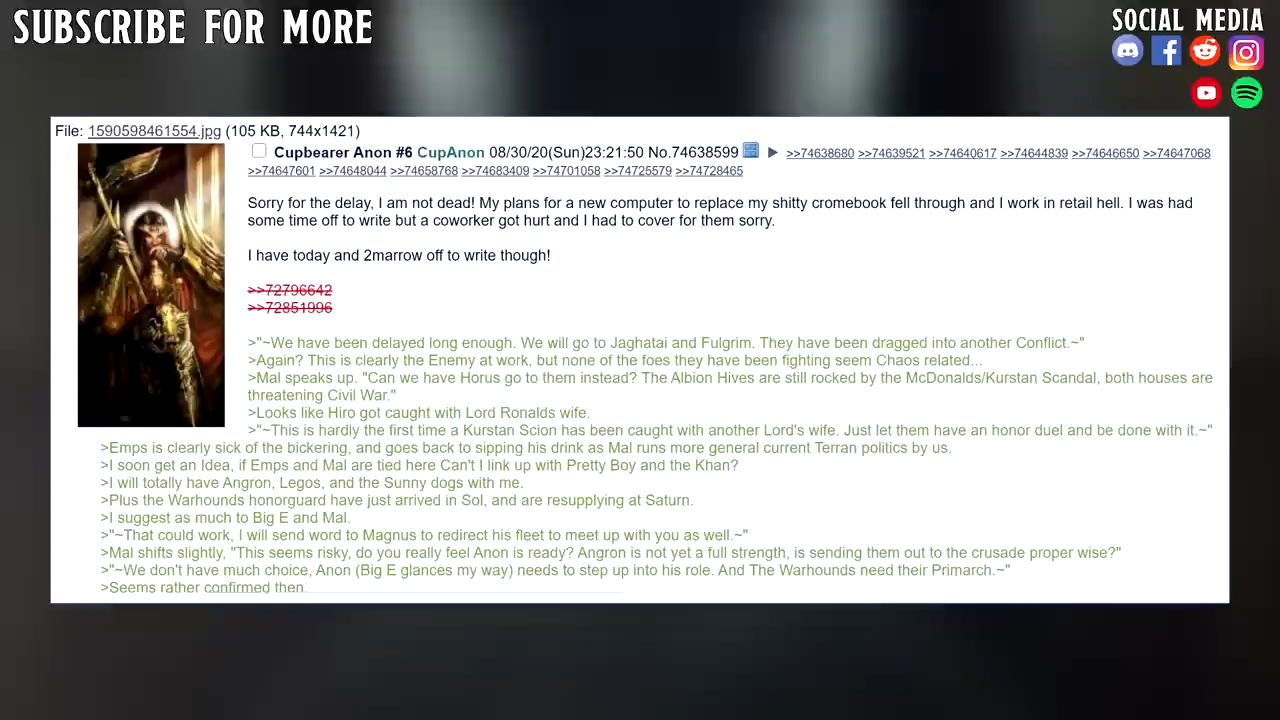 SUBSCRIBE FOR MORE
SOCIAL MEDIA
File: 1590598461554.jpg (105 KB, 744x1421)
Cupbearer Anon #6 CupAnon 08/30/20(Sun)23:21:50 No.74638599 >>74638680 >>74639521 >>74640617 >>74644839 >>74646650 >>74647068
>>74647601 >>74648044 >>74658768 >>74683409 >>74701058 >>74725579 >>74728465
Sorry for the delay, I am not dead! My plans for a new computer to replace my shitty cromebook fell through and I work in retail hell. I was had
some time off to write but a coworker got hurt and I had to cover for them sorry.
I have today and 2marrow off to write though!
>>72796642
>>72851996
>"~We have been delayed long enough. We will go to Jaghatai and Fulgrim. They have been dragged into another Conflict.~"
>Again? This is clearly the Enemy at work, but none of the foes they have been fighting seem Chaos related...
>Mal speaks up. "Can we have Horus go to them instead? The Albion Hives are still rocked by the McDonalds/Kurstan Scandal, both houses are
threatening Civil War."
>Looks like Hiro got caught with Lord Ronalds wife.
>"~This is hardly the first time a Kurstan Scion has been caught with another Lord's wife. Just let them have an honor duel and be done with it.~"
>Emps is clearly sick of the bickering, and goes back to sipping his drink as Mal runs more general current Terran politics by us.
>I soon get an Idea, if Emps and Mal are tied here Can't I link up with Pretty Boy and the Khan?
>I will totally have Angron, Legos, and the Sunny dogs with me.
>Plus the Warhounds honorguard have just arrived in Sol, and are resupplying at Saturn.
>I suggest as much to Big E and Mal.
>"~That could work, I will send word to Magnus to redirect his fleet to meet up with you as well.~"
>Mal shifts slightly, "This seems risky, do you really feel Anon is ready? Angron is not yet a full strength, is sending them out to the crusade proper wise?"
>"~We don't have much choice, Anon (Big E glances my way) needs to step up into his role. And The Warhounds need their Primarch.~"
>Seems rather confirmed then.